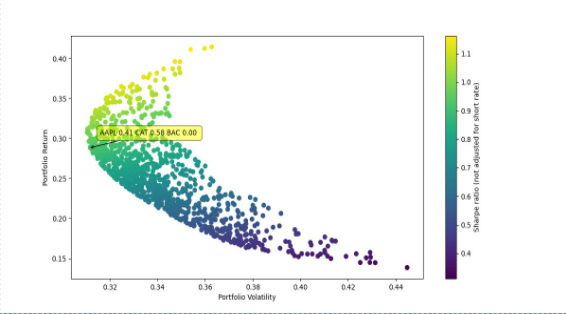 0.40
0.35
0.30
0.25
0.20
0.15
Portfolio Return
AAPL 0.41 CAT 0.58 BAC 0.00
0.32 0.34 0.36 0.38 0.40 0.42 0.44
Portfolio Volatility
1.1
1.0
0.9
0.8
0.7
0.6
0.5
0.4
Sharpe ratio (not adjusted for short rate)